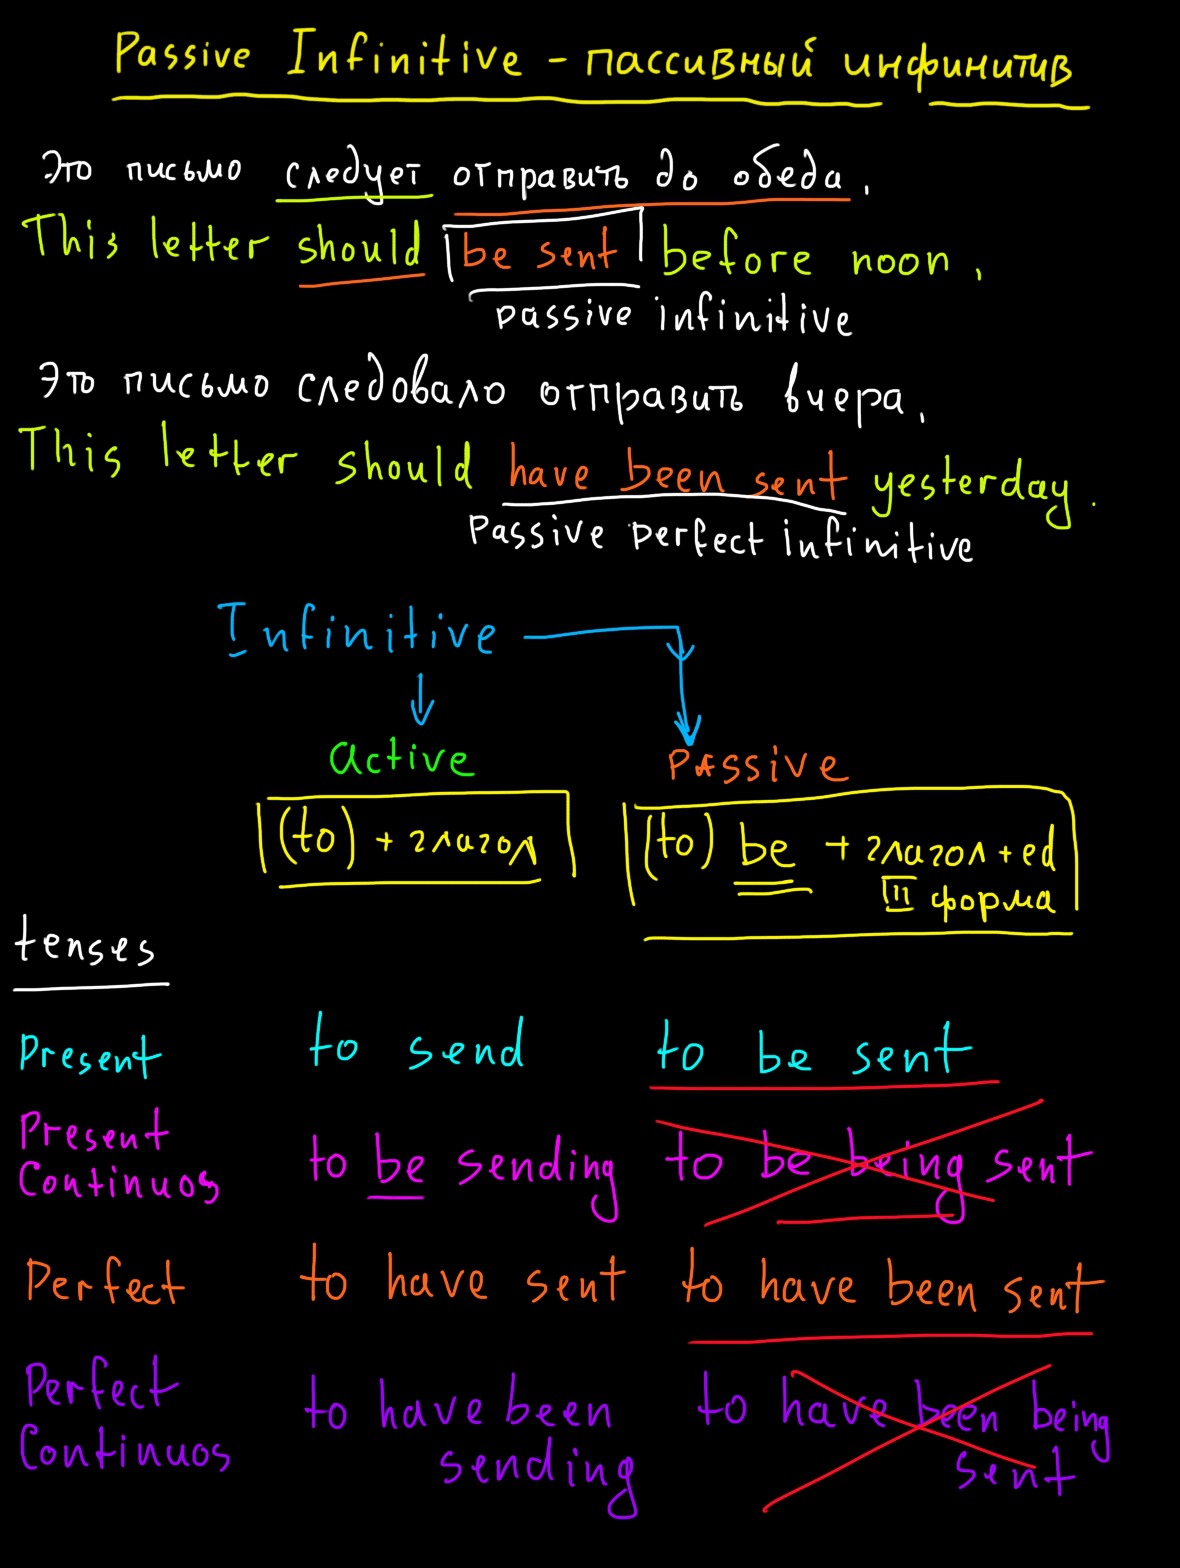 Passive Infinitive - пассивный инфинитив
Это письмо следует отправить до обеда.
This letter should be sent before noon.
passive infinitive
Это письмо следовало отправить вчера.
This letter should have been sent yesterday.
Passive perfect infinitive
Infinitive
active Passive
(to) + глагол (to) be + глагол + ed
III форма
tenses
Present to send to be sent
Present
Continuos to be sending to be being sent
Perfect to have sent to have been sent
Perfect
Continuos to have been to have been being
sending sent